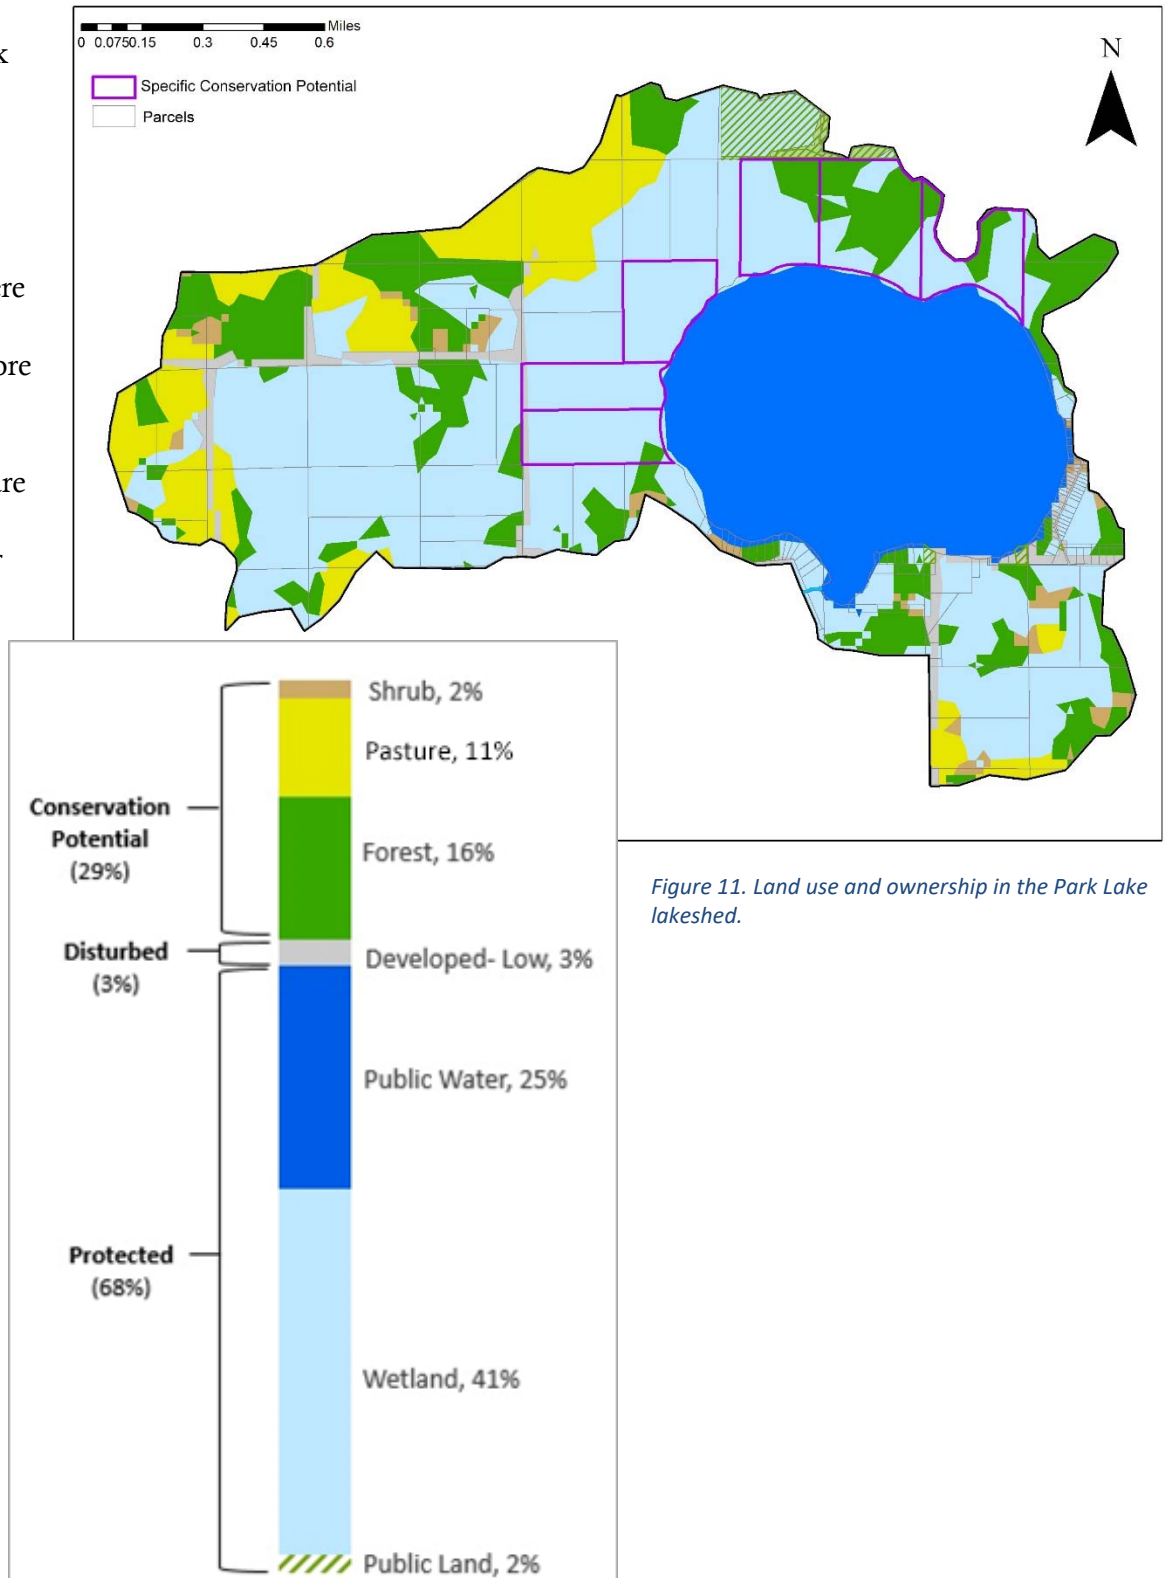 Miles
0 0.0750.15 0.3 0.45 0.6
Specific Conservation Potential
Parcels
N
Shrub, 2%
Pasture, 11%
Conservation
Potential
(29%)
Forest, 16%
Disturbed
(3%)
Developed- Low, 3%
Public Water, 25%
Protected
(68%)
Wetland, 41%
Public Land, 2%
Figure 11. Land use and ownership in the Park Lake
lakeshed.